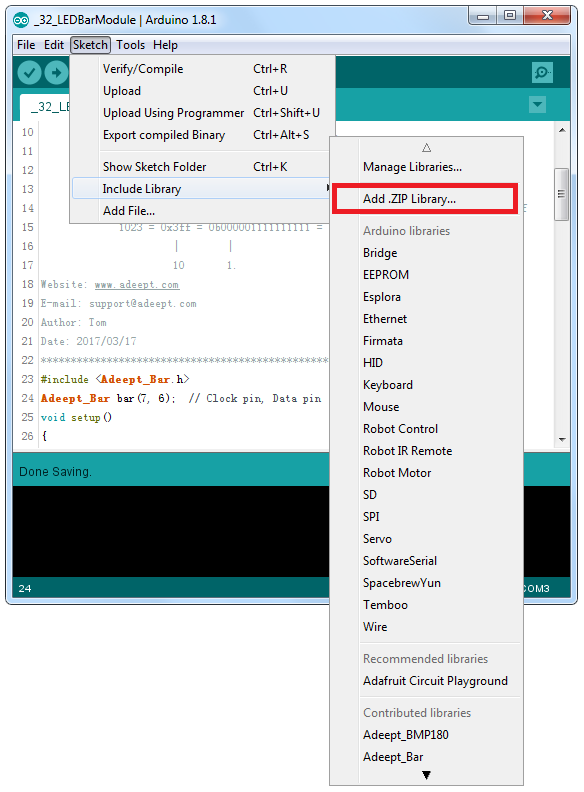 _32_LEDBarModule | Arduino 1.8.1
File Edit Sketch Tools Help
_32_LE
Verify/Compile Ctrl+R
Upload Ctrl+U
Upload Using Programmer Ctrl+Shift+U
Export compiled Binary Ctrl+Alt+S
Show Sketch Folder Ctrl+K
Include Library
Add File...
△
Manage Libraries...
Add .ZIP Library...
Arduino libraries
Bridge
EEPROM
Esplora
Ethernet
Firmata
HID
Keyboard
Mouse
Robot Control
Robot IR Remote
Robot Motor
SD
SPI
Servo
SoftwareSerial
SpacebrewYun
Temboo
Wire
Recommended libraries
Adafruit Circuit Playground
Contributed libraries
Adeept_BMP180
Adeept_Bar
▼
10
11
12
13
14
15 1023 = 0x3ff = 0b000001111111111 =
16 | |
17 10 1.
18 Website: www.adeept.com
19 E-mail: support@adeept.com
20 Author: Tom
21 Date: 2017/03/17
22 ************************************************
23 #include <Adeept_Bar.h>
24 Adeept_Bar bar(7, 6); // Clock pin, Data pin
25 void setup()
26 {
Done Saving.
24
COM3